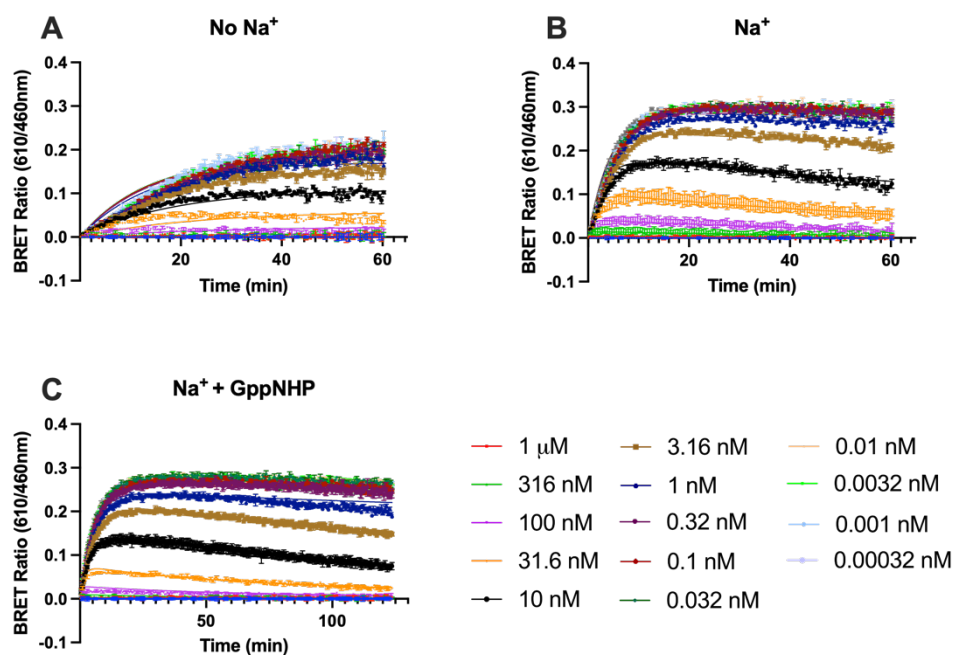 A
No Na⁺
BRET Ratio (610/460nm)
0.4
0.3
0.2
0.1
0.0
-0.1
20
40
60
Time (min)
B
Na⁺
BRET Ratio (610/460nm)
0.4
0.3
0.2
0.1
0.0
-0.1
20
40
60
Time (min)
C
Na⁺ + GppNHP
BRET Ratio (610/460nm)
0.4
0.3
0.2
0.1
0.0
-0.1
50
100
Time (min)
1 μM
316 nM
100 nM
31.6 nM
10 nM
3.16 nM
1 nM
0.32 nM
0.1 nM
0.032 nM
0.01 nM
0.0032 nM
0.001 nM
0.00032 nM